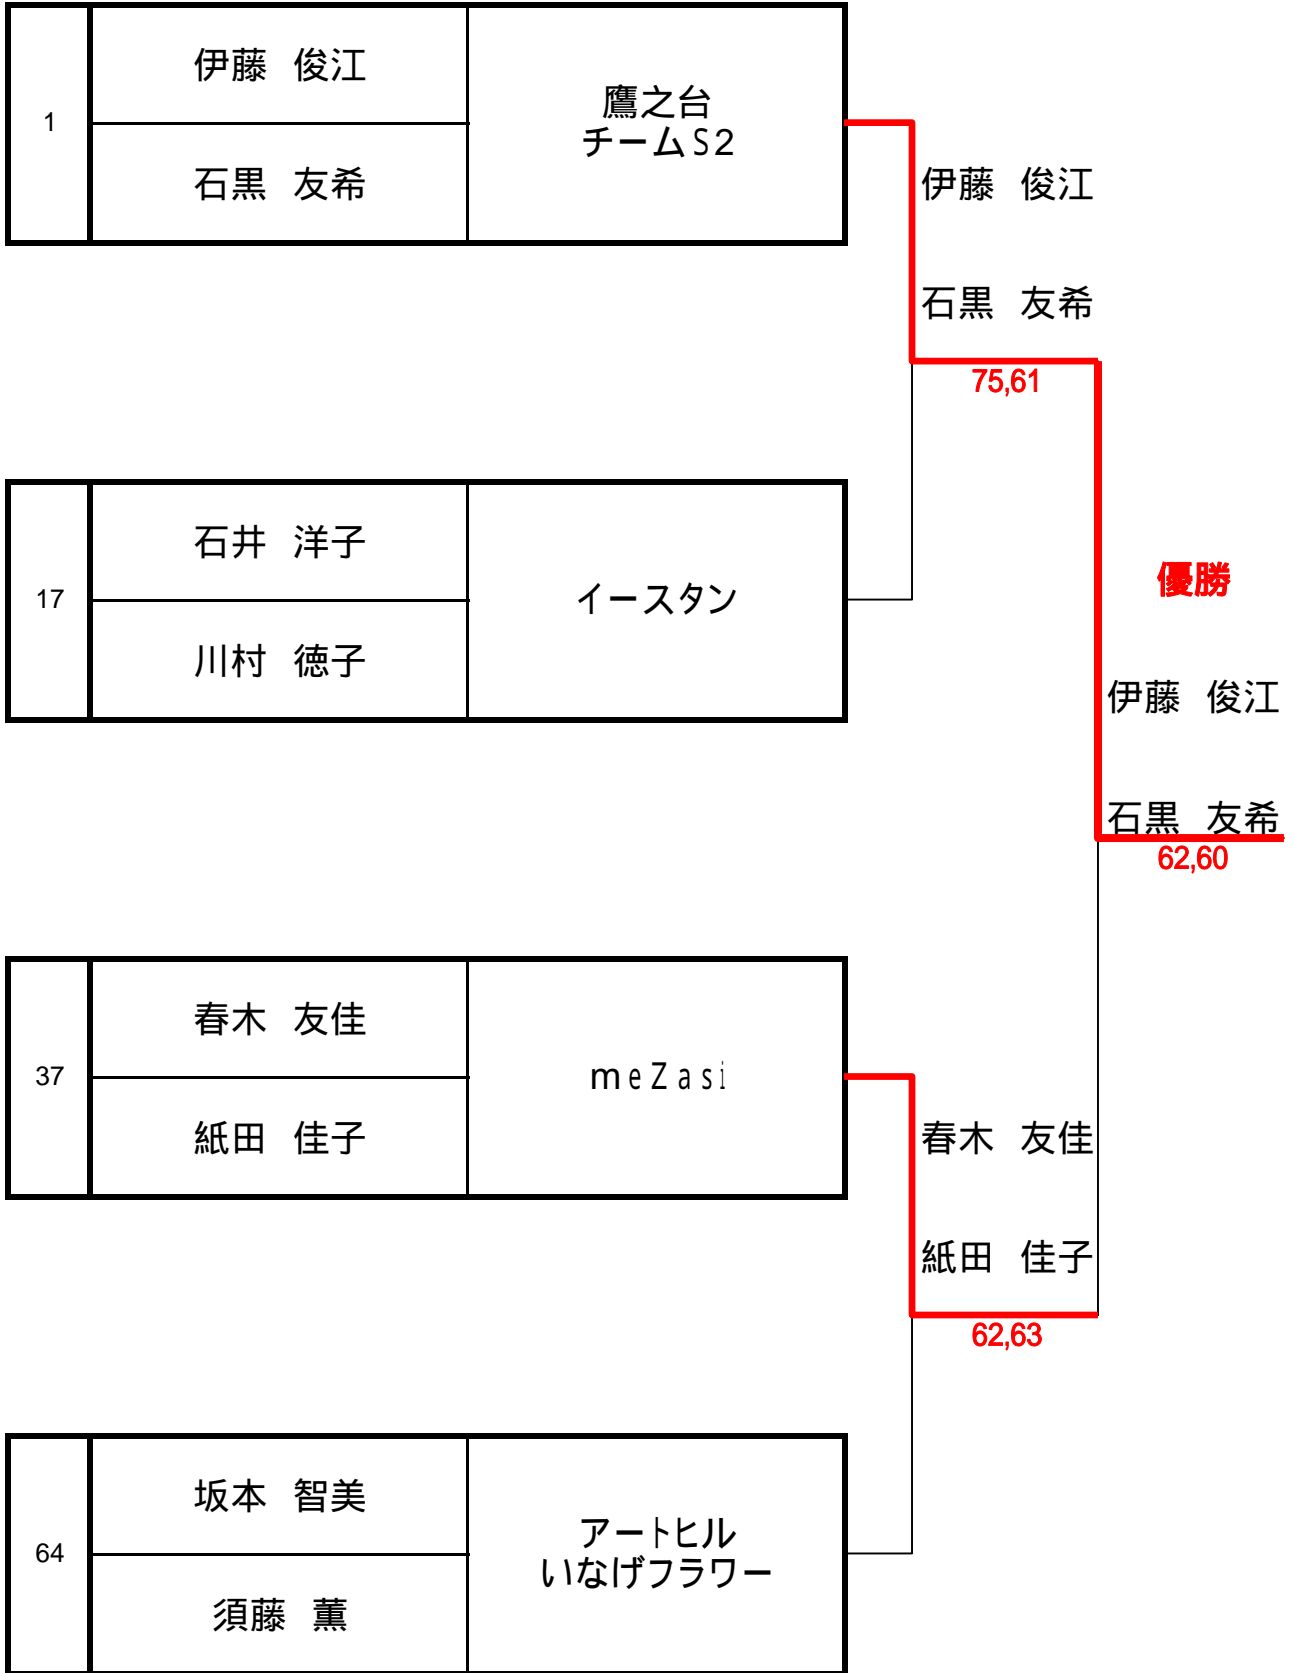 1
伊藤 俊江
石黒 友希
鷹之台
チームS2
伊藤 俊江
石黒 友希
75,61
17
石井 洋子
川村 徳子
イースタン
優勝
伊藤 俊江
石黒 友希
62,60
37
春木 友佳
紙田 佳子
meZasi
春木 友佳
紙田 佳子
62,63
64
坂本 智美
須藤 薫
アートヒル
いなげフラワー